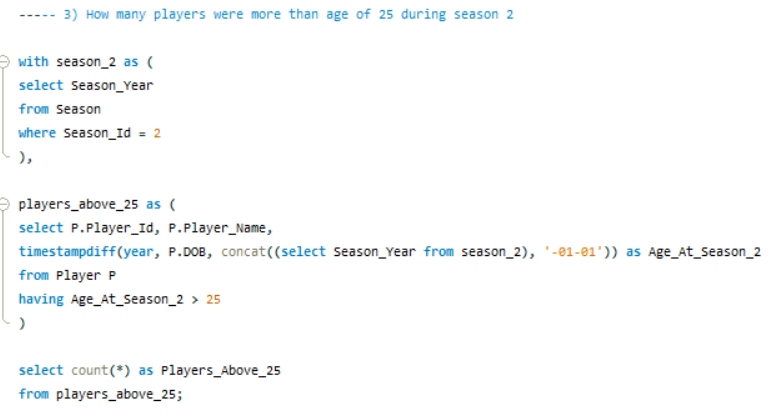 ----- 3) How many players were more than age of 25 during season 2
with season_2 as (
select Season_Year
from Season
where Season_Id = 2
),
players_above_25 as (
select P.Player_Id, P.Player_Name,
timestampdiff(year, P.DOB, concat((select Season_Year from season_2), '-01-01')) as Age_At_Season_2
from Player P
having Age_At_Season_2 > 25
)
select count(*) as Players_Above_25
from players_above_25;